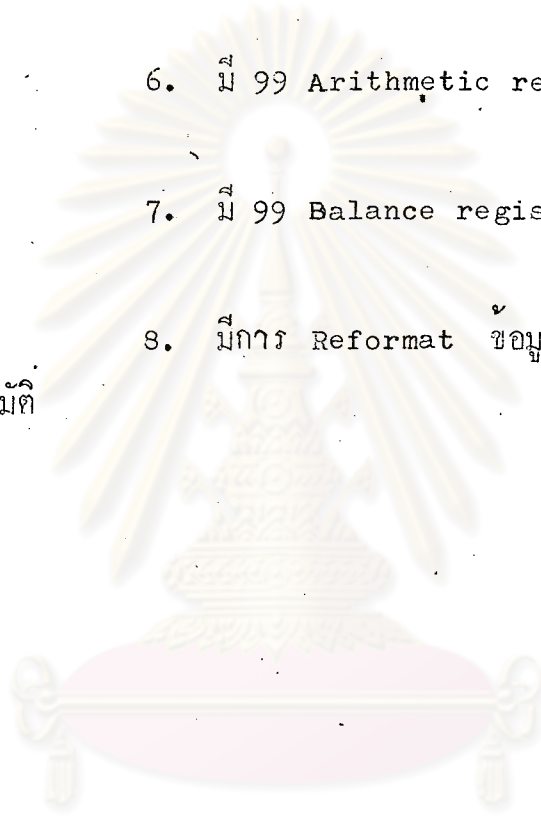 6. มี 99 Arithmetic re
7. มี 99 Balance regis
8. มีการ Reformat ข้อมู
มัติ